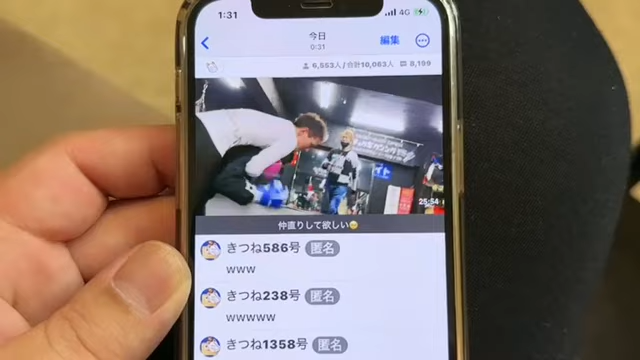 1:31
4G
今日
0:31
編集
6,553人 / 合計10,063人 8,199
25:54
仲直りして欲しい🥺
きつね586号 匿名
www
きつね238号 匿名
wwwww
きつね1358号 匿名